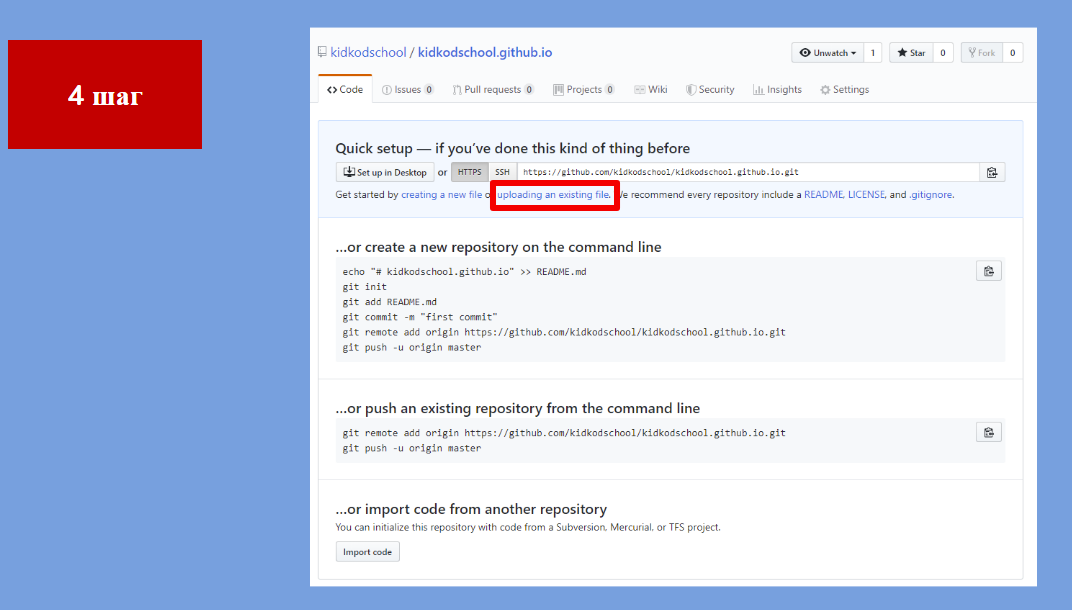 4 шаг
kidkodschool / kidkodschool.github.io
Unwatch 1 Star 0 Fork 0
Code Issues 0 Pull requests 0 Projects 0 Wiki Security Insights Settings
Quick setup — if you've done this kind of thing before
Set up in Desktop or HTTPS SSH https://github.com/kidkodschool/kidkodschool.github.io.git
Get started by creating a new file uploading an existing file. recommend every repository include a README, LICENSE, and .gitignore.
…or create a new repository on the command line
echo "# kidkodschool.github.io" >> README.md
git init
git add README.md
git commit -m "first commit"
git remote add origin https://github.com/kidkodschool/kidkodschool.github.io.git
git push -u origin master
…or push an existing repository from the command line
git remote add origin https://github.com/kidkodschool/kidkodschool.github.io.git
git push -u origin master
…or import code from another repository
You can initialize this repository with code from a Subversion, Mercurial, or TFS project.
Import code